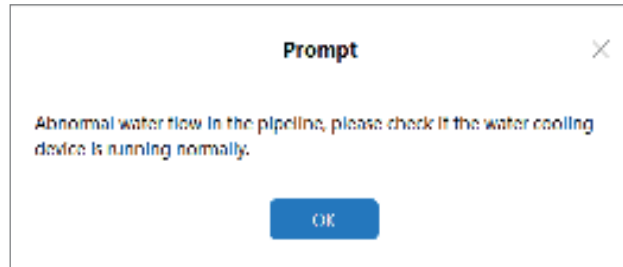 Prompt
Abnormal water flow in the pipeline, please check if the water cooling
device is running normally.
OK